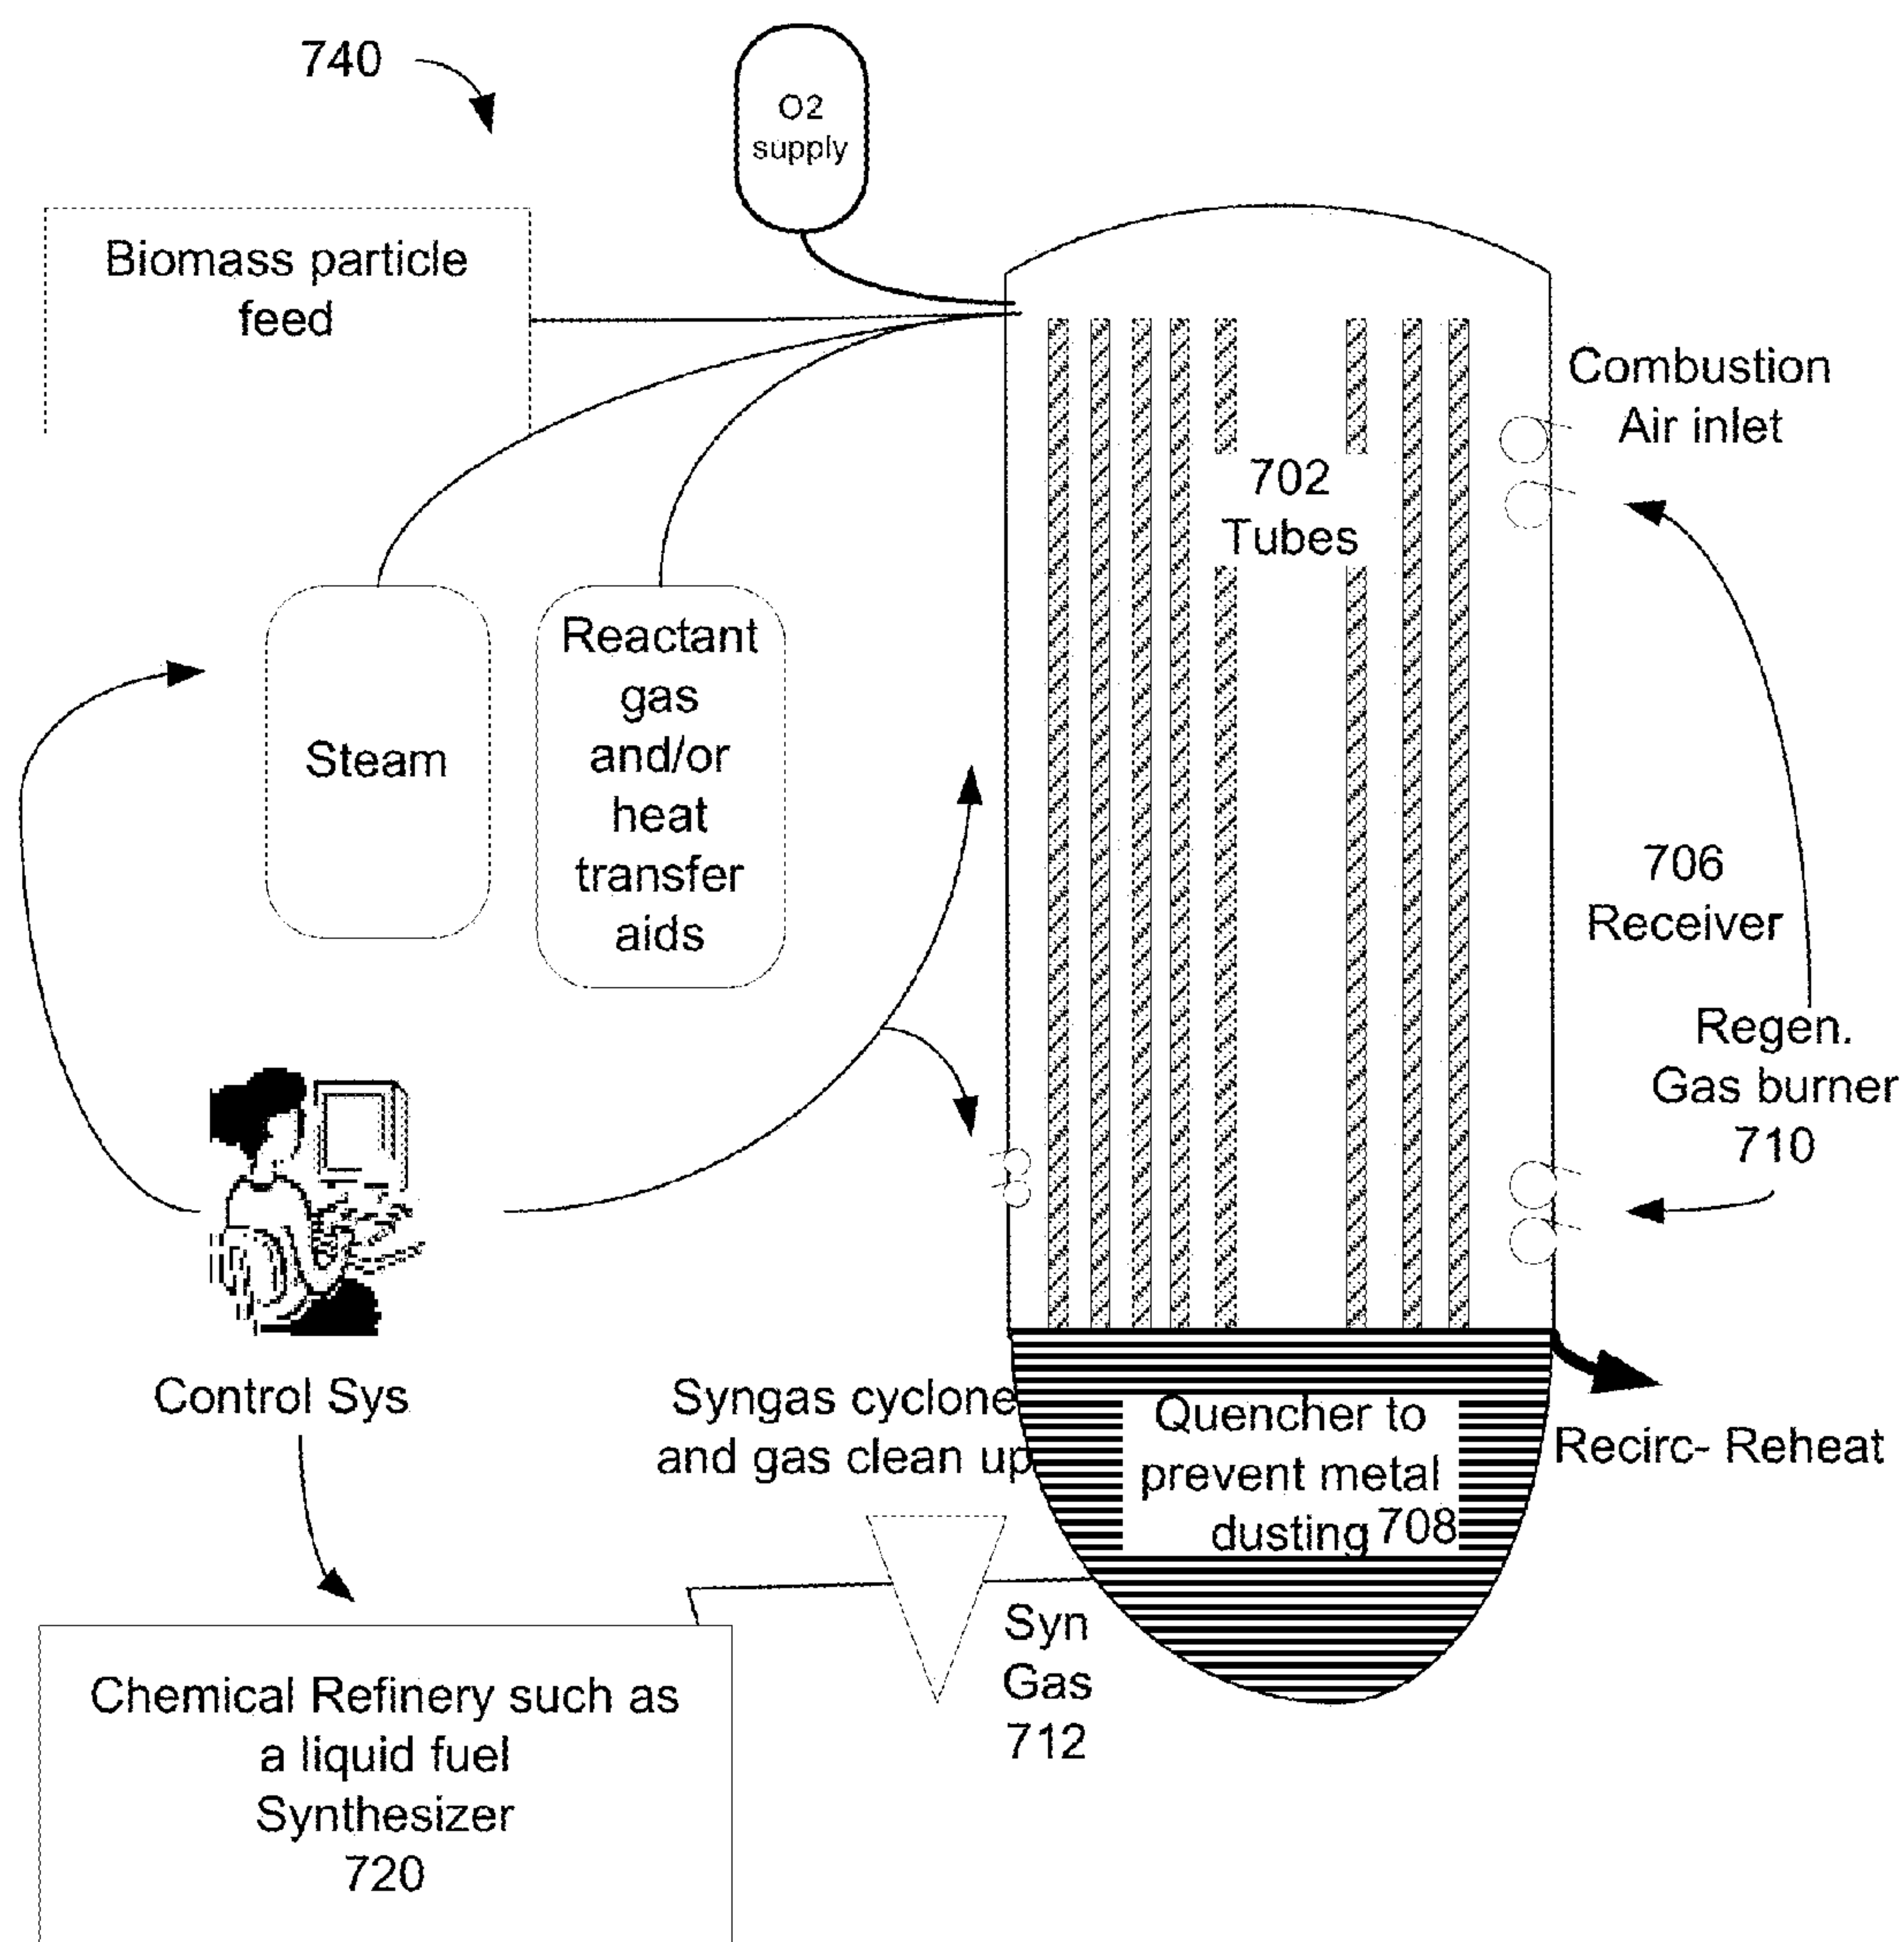 740
O2
supply
Biomass particle
feed
Combustion
Air inlet
702
Tubes
Steam
Reactant
gas
and/or
heat
transfer
aids
706
Receiver
Regen.
Gas burner
710
Control Sys
Syngas cyclone
and gas clean up
Quencher to
prevent metal
dusting 708
Recirc- Reheat
Syn
Gas
712
Chemical Refinery such as
a liquid fuel
Synthesizer
720